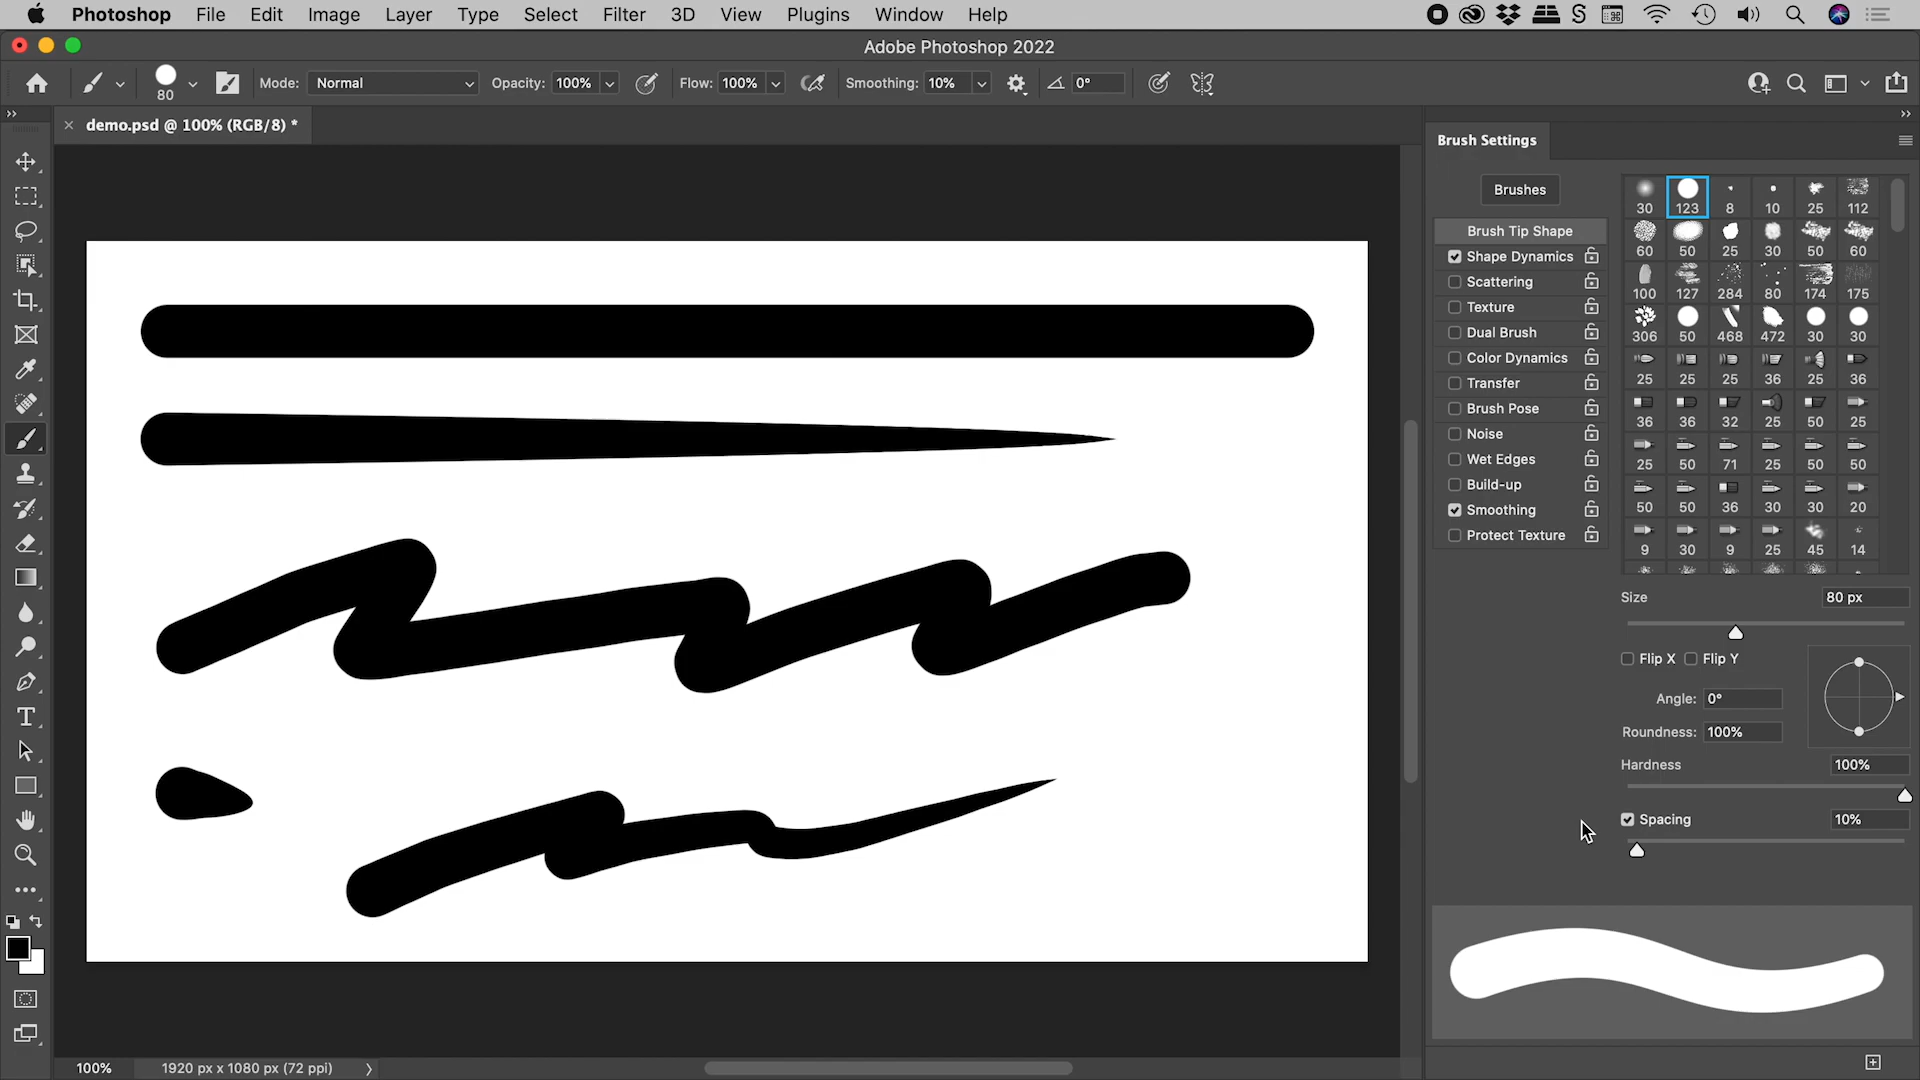 Photoshop File Edit Image Layer Type Select Filter 3D View Plugins Window Help
Adobe Photoshop 2022
80 Mode: Normal Opacity: 100% Flow: 100% Smoothing: 10% 0°
demo.psd @ 100% (RGB/8) *
Brush Settings
Brushes
Brush Tip Shape
Shape Dynamics
Scattering
Texture
Dual Brush
Color Dynamics
Transfer
Brush Pose
Noise
Wet Edges
Build-up
Smoothing
Protect Texture
30 123 8 10 25 112
60 50 25 30 50 60
100 127 284 80 174 175
306 50 468 472 30 30
25 25 25 36 25 36
36 36 32 25 50 25
25 50 71 25 50 50
50 50 36 30 30 20
9 30 9 25 45 14
Size 80 px
Flip X Flip Y
Angle: 0°
Roundness: 100%
Hardness 100%
Spacing 10%
100% 1920 px x 1080 px (72 ppi)